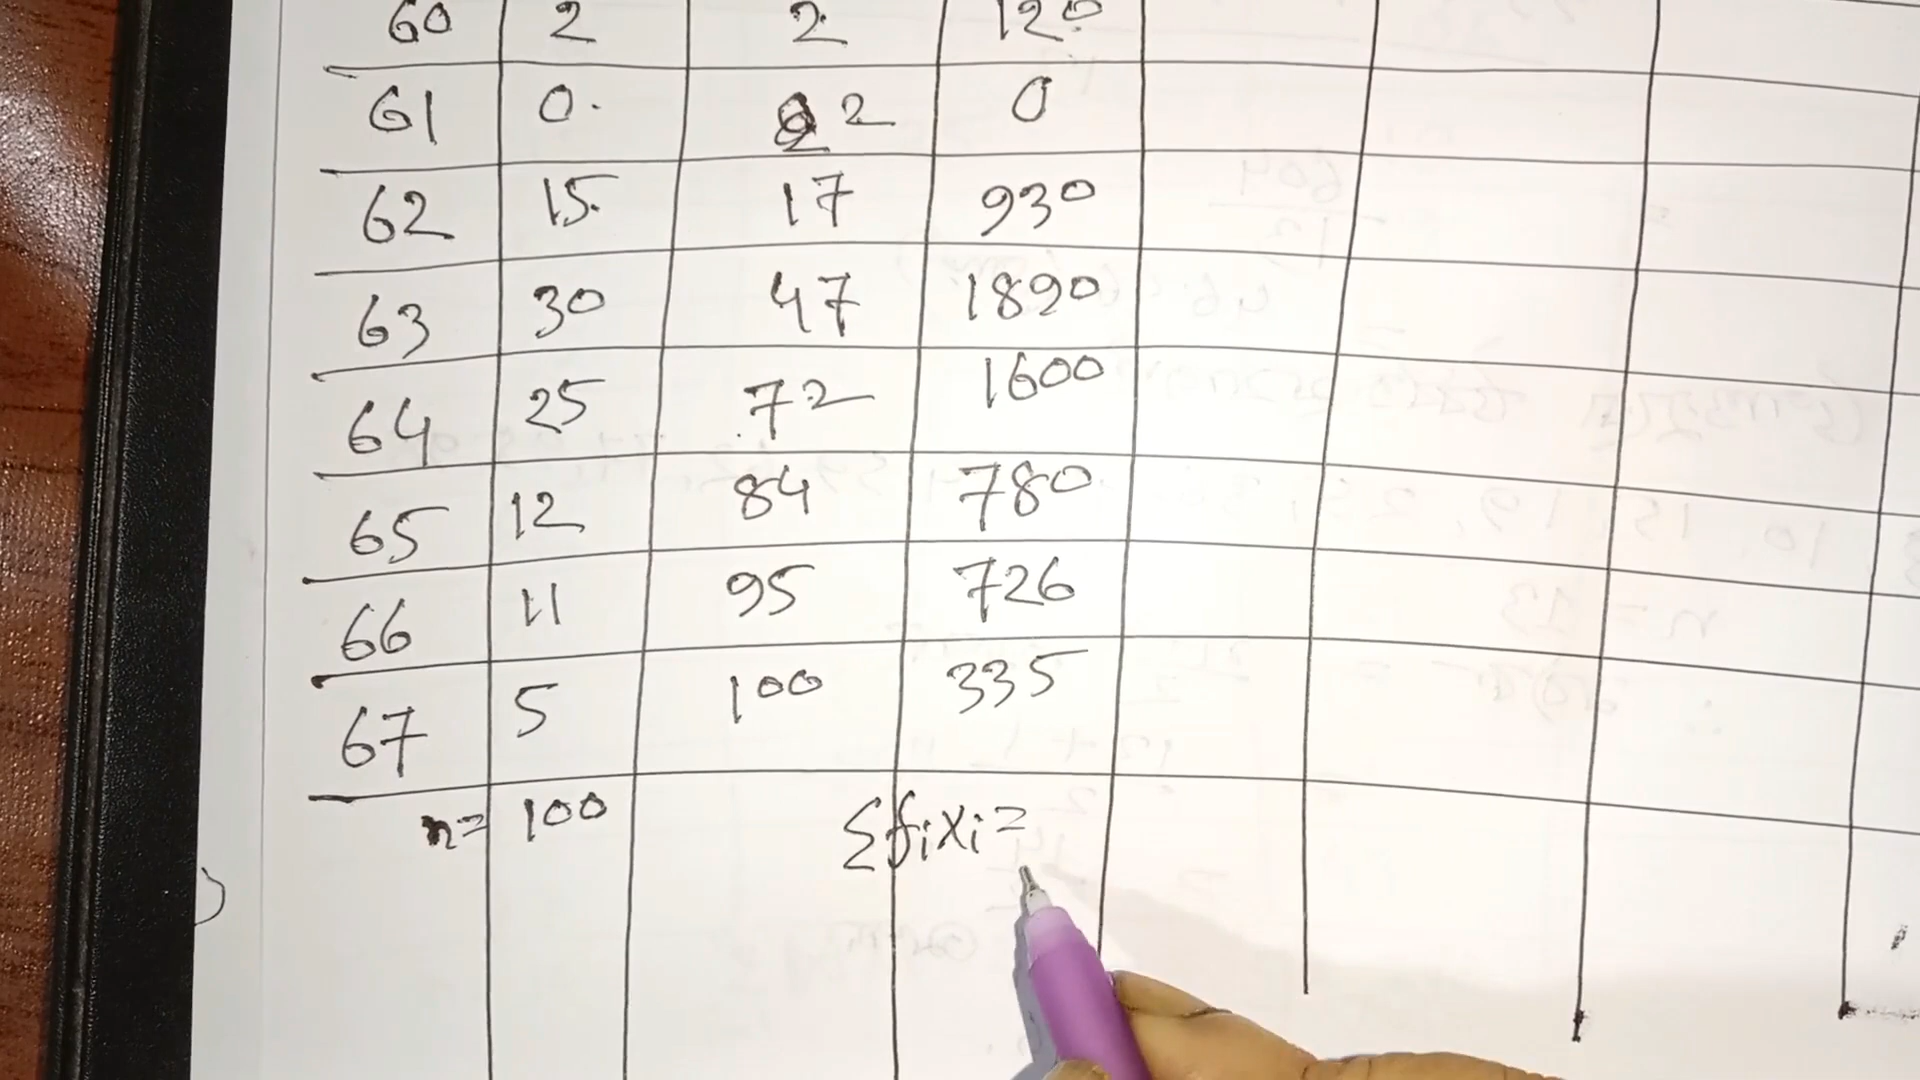 60 2 2 120
61 0 2 0
62 15 17 930
63 30 47 1890
64 25 72 1600
65 12 84 780
66 11 95 726
67 5 100 335
n= 100 Σfixi=